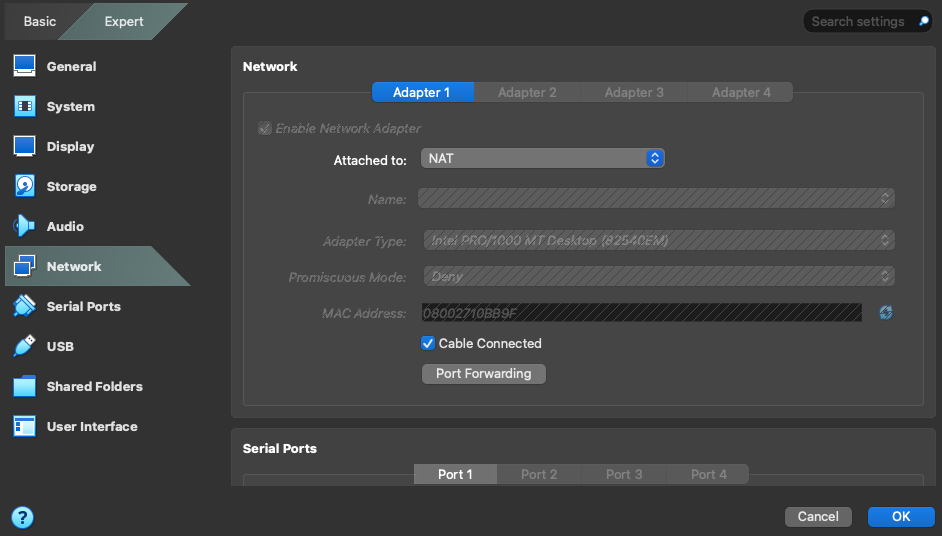 Basic Expert Search settings
General
System
Display
Storage
Audio
Network
Serial Ports
USB
Shared Folders
User Interface
Network
Adapter 1 Adapter 2 Adapter 3 Adapter 4
Enable Network Adapter
Attached to: NAT
Name:
Adapter Type: Intel PRO/1000 MT Desktop (82540EM)
Promiscuous Mode: Deny
MAC Address: 08002710BB9F
Cable Connected
Port Forwarding
Serial Ports
Port 1 Port 2 Port 3 Port 4
? Cancel OK